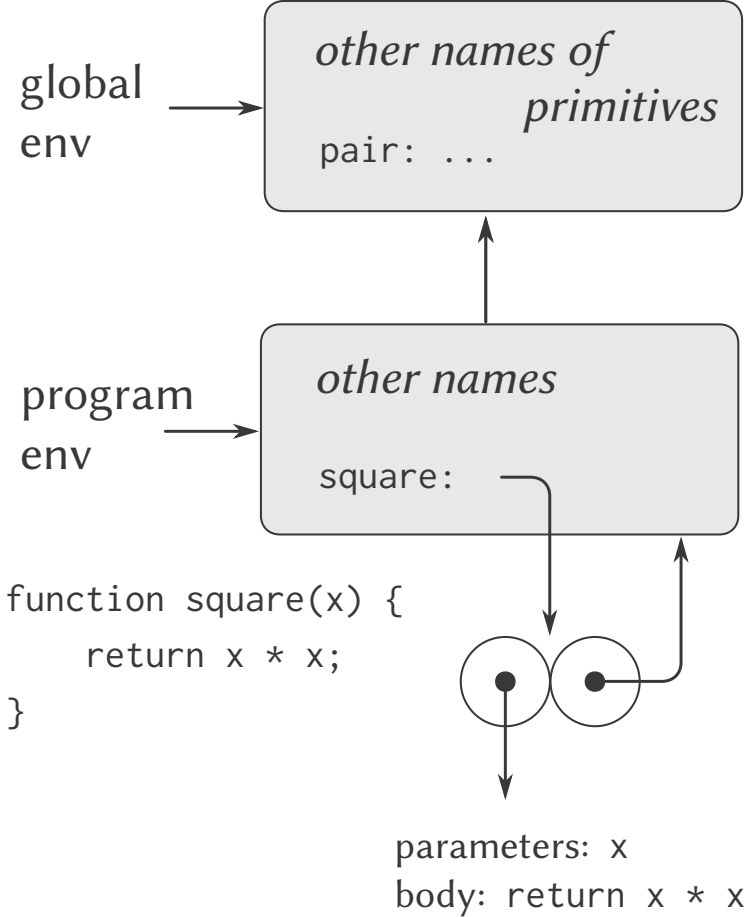 global
env
other names of
primitives
pair: ...
program
env
other names
square:
function square(x) {
    return x * x;
}
parameters: x
body: return x * x